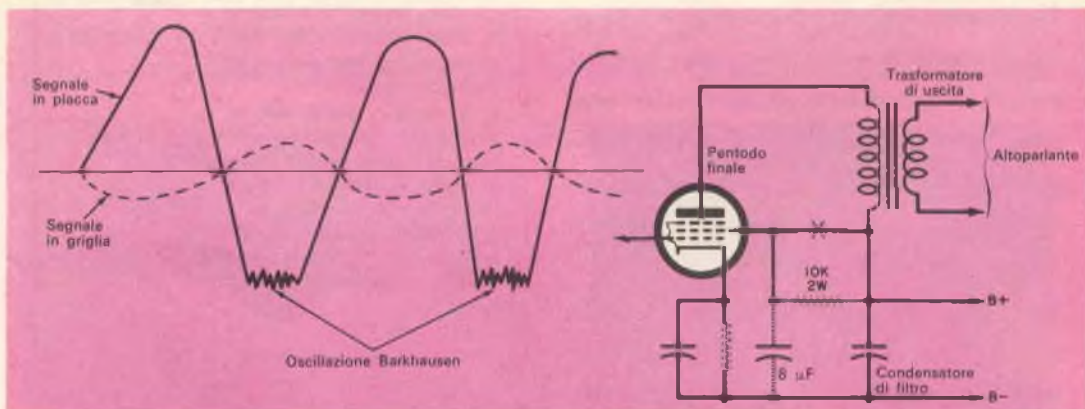 Segnale
in placca
Segnale
in griglia
Oscillazione Barkhausen
Trasformatore
di uscita
Altoparlante
Pentodo
finale
X
10K
2W
B+
8 µF
Condensatore
di filtro
B-